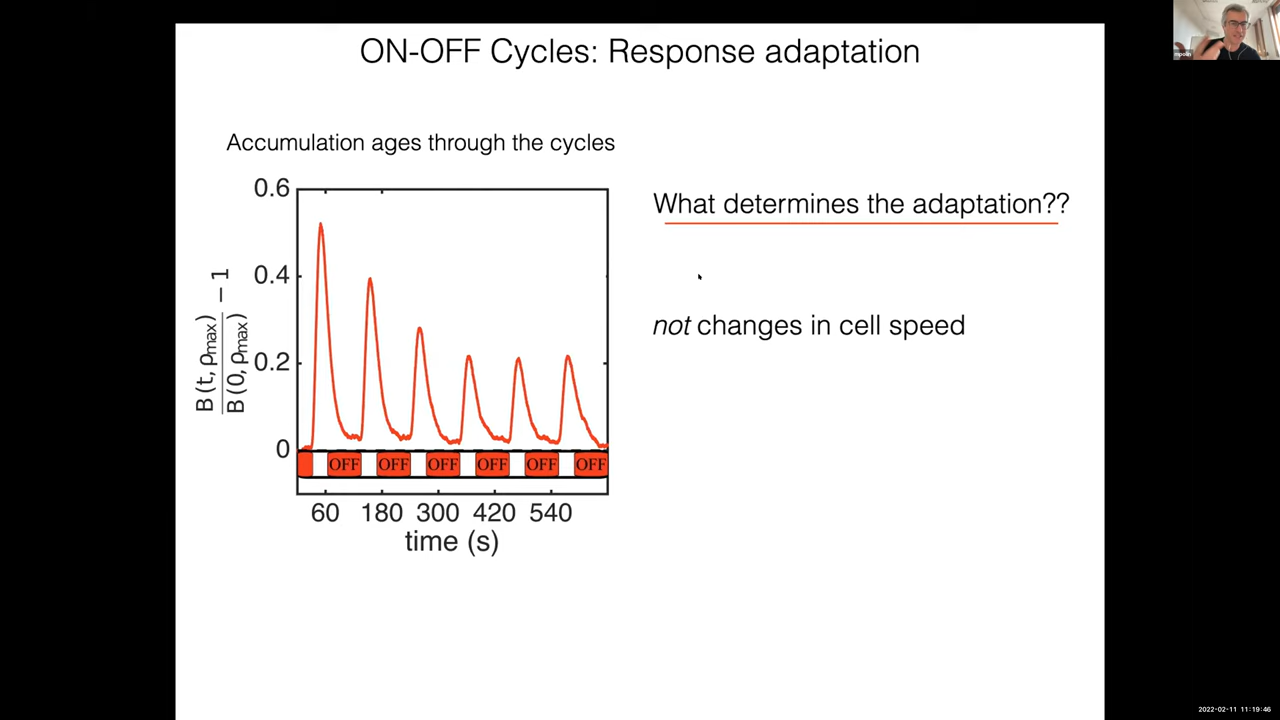 ON-OFF Cycles: Response adaptation
mpolin
Accumulation ages through the cycles
What determines the adaptation??
not changes in cell speed
B(t, ρmax)
B(0, ρmax)
− 1
0.6
0.4
0.2
0
OFF OFF OFF OFF OFF OFF
60 180 300 420 540
time (s)
2022-02-11 11:19:46